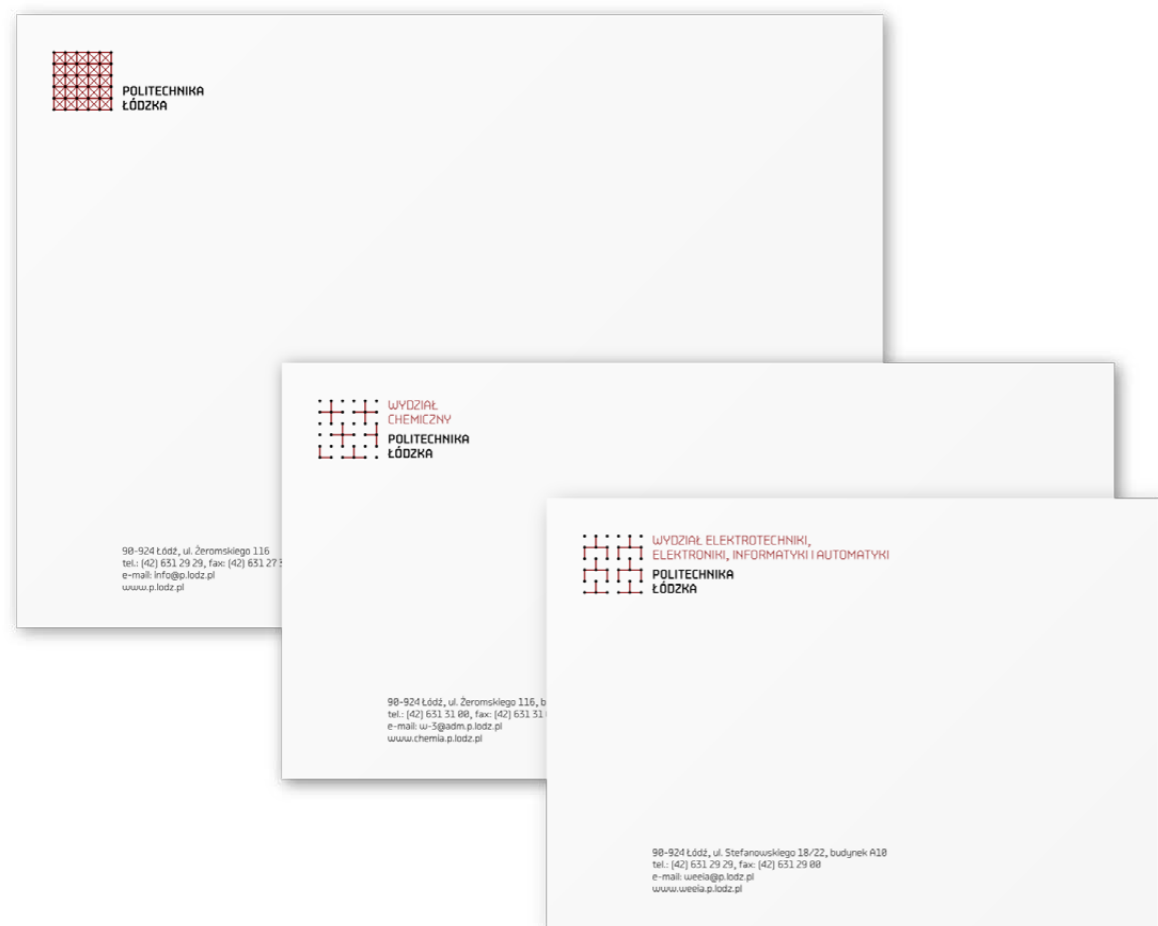 POLITECHNIKA
ŁÓDZKA
90-924 Łódź, ul. Żeromskiego 116
tel.: (42) 631 29 29, fax: (42) 631 27
e-mail: info@p.lodz.pl
www.p.lodz.pl
WYDZIAŁ
CHEMICZNY
POLITECHNIKA
ŁÓDZKA
90-924 Łódź, ul. Żeromskiego 116, b
tel.: (42) 631 31 00, fax: (42) 631 31
e-mail: w-3@adm.p.lodz.pl
www.chemia.p.lodz.pl
WYDZIAŁ ELEKTROTECHNIKI,
ELEKTRONIKI, INFORMATYKI I AUTOMATYKI
POLITECHNIKA
ŁÓDZKA
90-924 Łódź, ul. Stefanowskiego 18/22, budynek A10
tel.: (42) 631 29 29, fax: (42) 631 29 00
e-mail: weeia@p.lodz.pl
www.weeia.p.lodz.pl